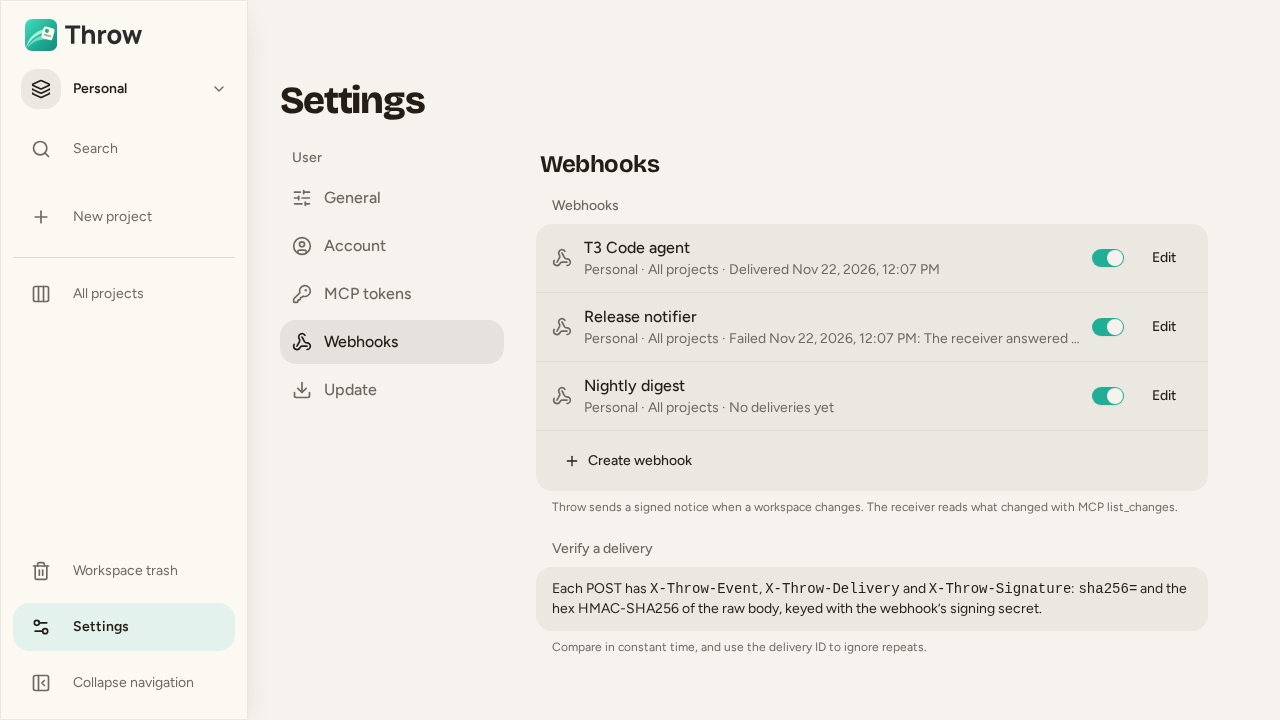 Throw
Personal
Search
New project
All projects
Workspace trash
Settings
Collapse navigation
Settings
User
General
Account
MCP tokens
Webhooks
Update
Webhooks
Webhooks
T3 Code agent
Personal · All projects · Delivered Nov 22, 2026, 12:07 PM
Edit
Release notifier
Personal · All projects · Failed Nov 22, 2026, 12:07 PM: The receiver answered ...
Edit
Nightly digest
Personal · All projects · No deliveries yet
Edit
Create webhook
Throw sends a signed notice when a workspace changes. The receiver reads what changed with MCP list_changes.
Verify a delivery
Each POST has X-Throw-Event, X-Throw-Delivery and X-Throw-Signature: sha256= and the
hex HMAC-SHA256 of the raw body, keyed with the webhook’s signing secret.
Compare in constant time, and use the delivery ID to ignore repeats.